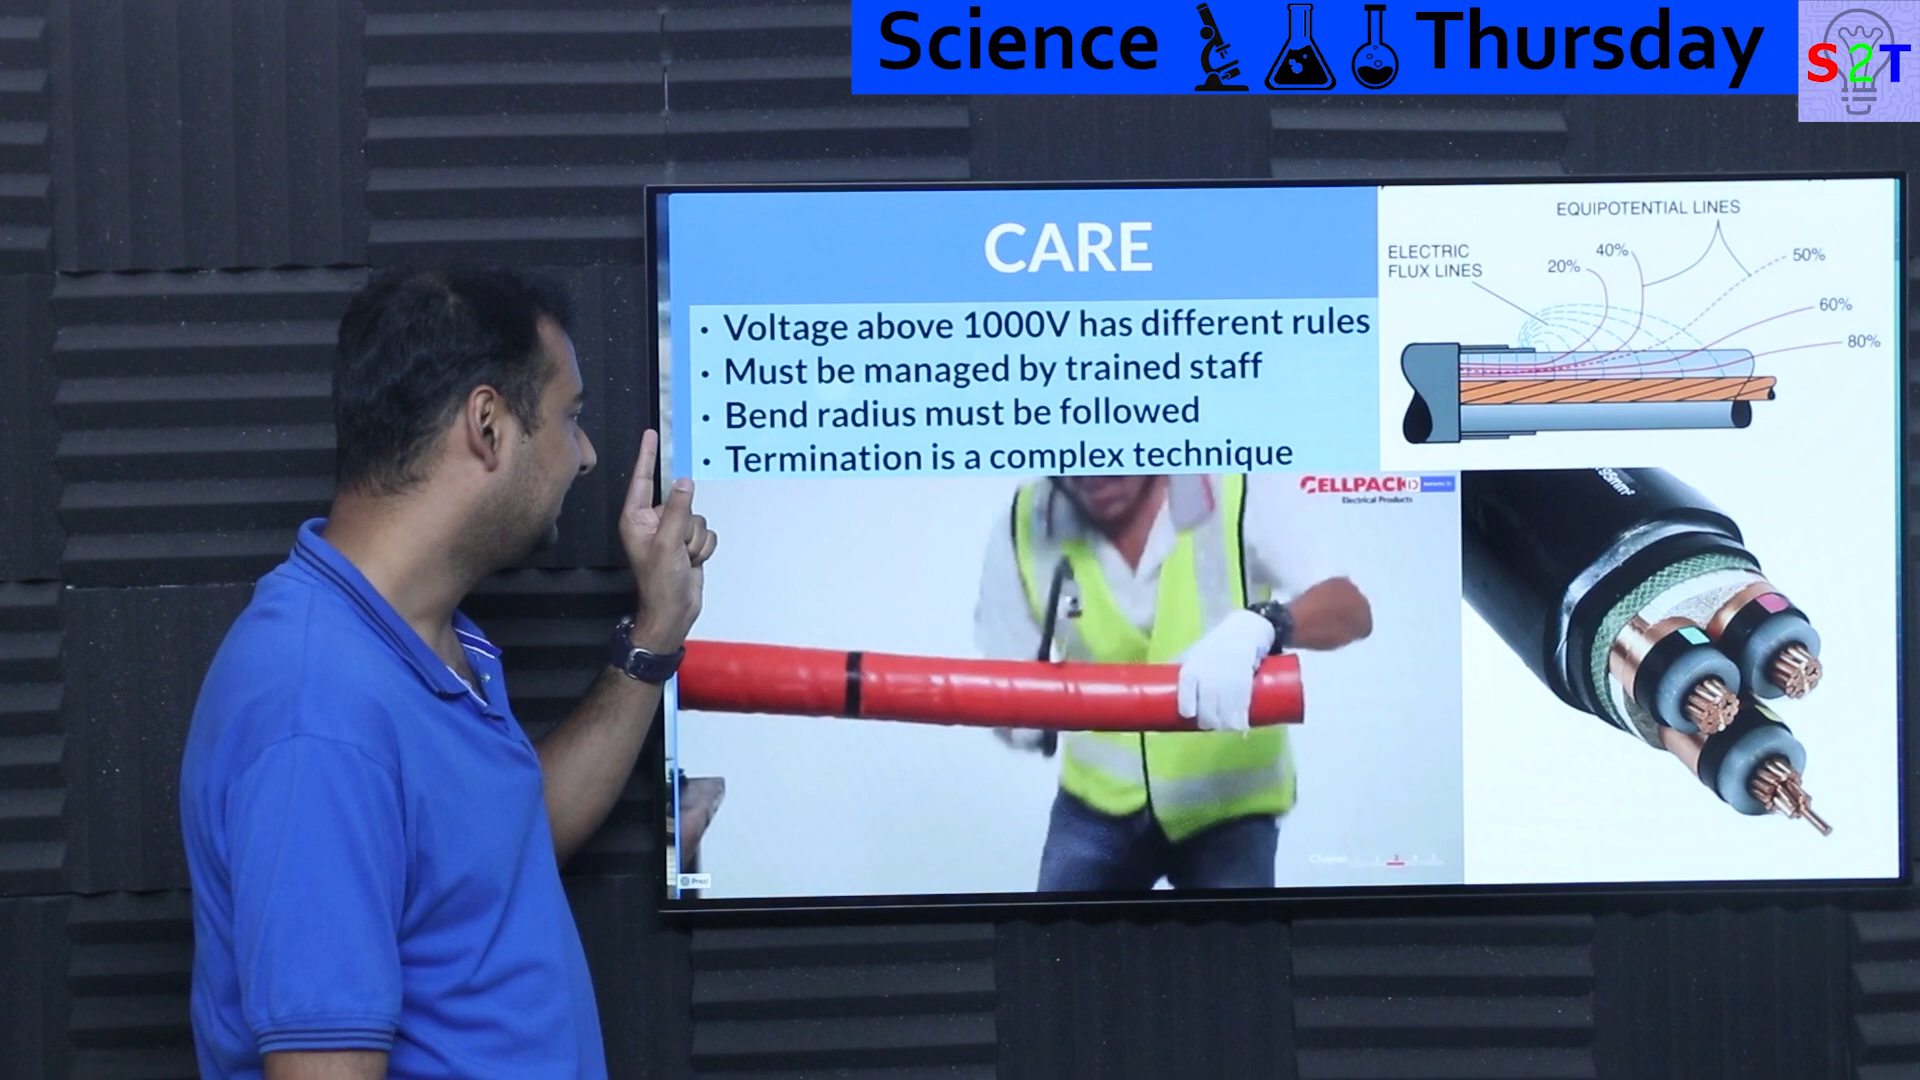 Science Thursday
S2T
CARE
• Voltage above 1000V has different rules
• Must be managed by trained staff
• Bend radius must be followed
• Termination is a complex technique
EQUIPOTENTIAL LINES
ELECTRIC
FLUX LINES
20%
40%
50%
60%
80%
CELLPACK
Electrical Products
95mm²
Prezi